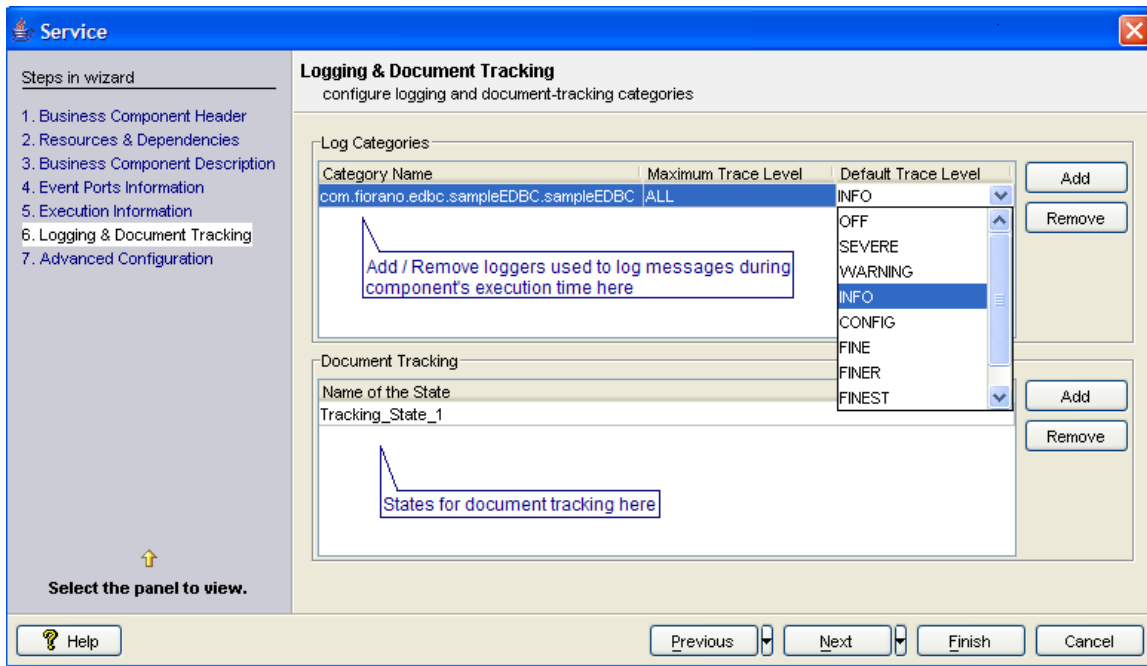 Service
Steps in wizard
1. Business Component Header
2. Resources & Dependencies
3. Business Component Description
4. Event Ports Information
5. Execution Information
6. Logging & Document Tracking
7. Advanced Configuration
Select the panel to view.
Logging & Document Tracking
configure logging and document-tracking categories
Log Categories
Category Name Maximum Trace Level Default Trace Level
com.fiorano.edbc.sampleEDBC.sampleEDBC ALL INFO
OFF
SEVERE
WARNING
INFO
CONFIG
FINE
FINER
FINEST
Add / Remove loggers used to log messages during
component's execution time here
Add
Remove
Document Tracking
Name of the State
Tracking_State_1
States for document tracking here
Add
Remove
? Help
Previous
Next
Finish
Cancel